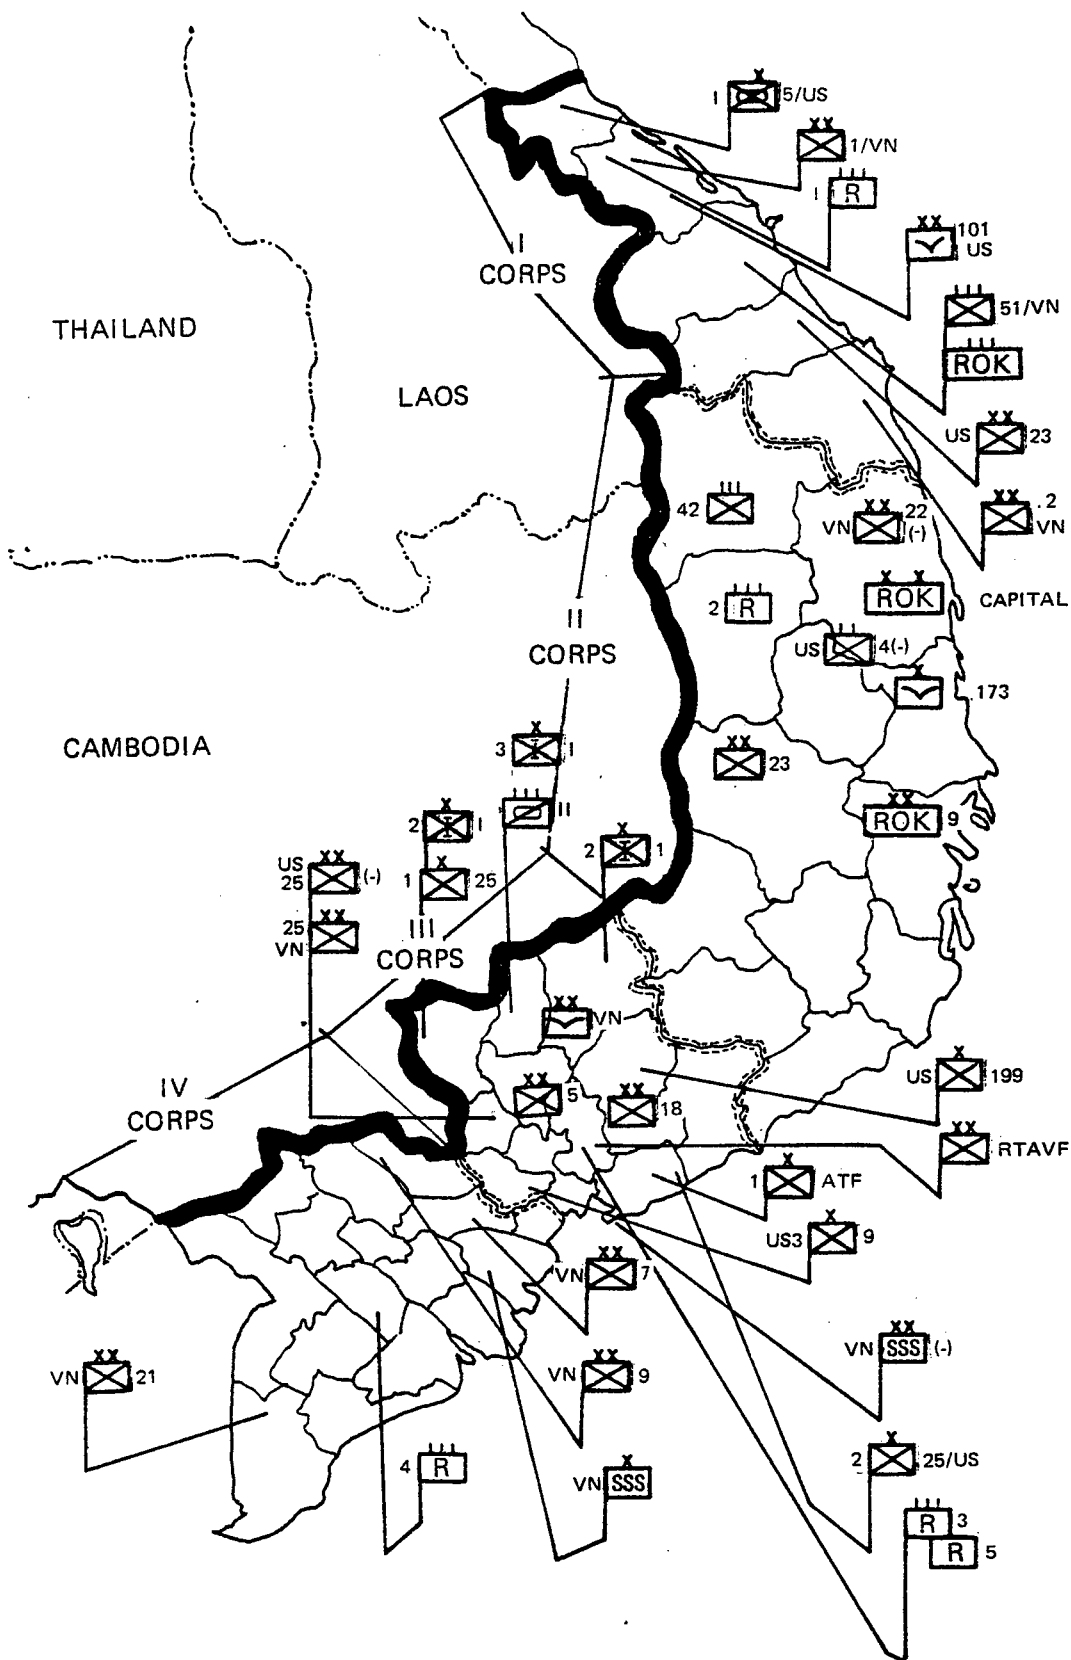 1 5/US
1/VN
1 R
101
US
I
CORPS
51/VN
THAILAND
ROK
LAOS
US 23
42
VN 22
(-)
.2
VN
2 R
ROK CAPITAL
II
CORPS
US 4(-)
.173
CAMBODIA
3 I 1
23
2 I 1
II
ROK 9
US
25 (-)
2 I 1
1 25
25
VN
III
CORPS
VN
IV
CORPS
US 199
5
18
RTAVF
1 ATF
US3 9
VN 7
VN SSS (-)
VN 21
VN 9
4 R
VN SSS
2 25/US
R 3
R 5